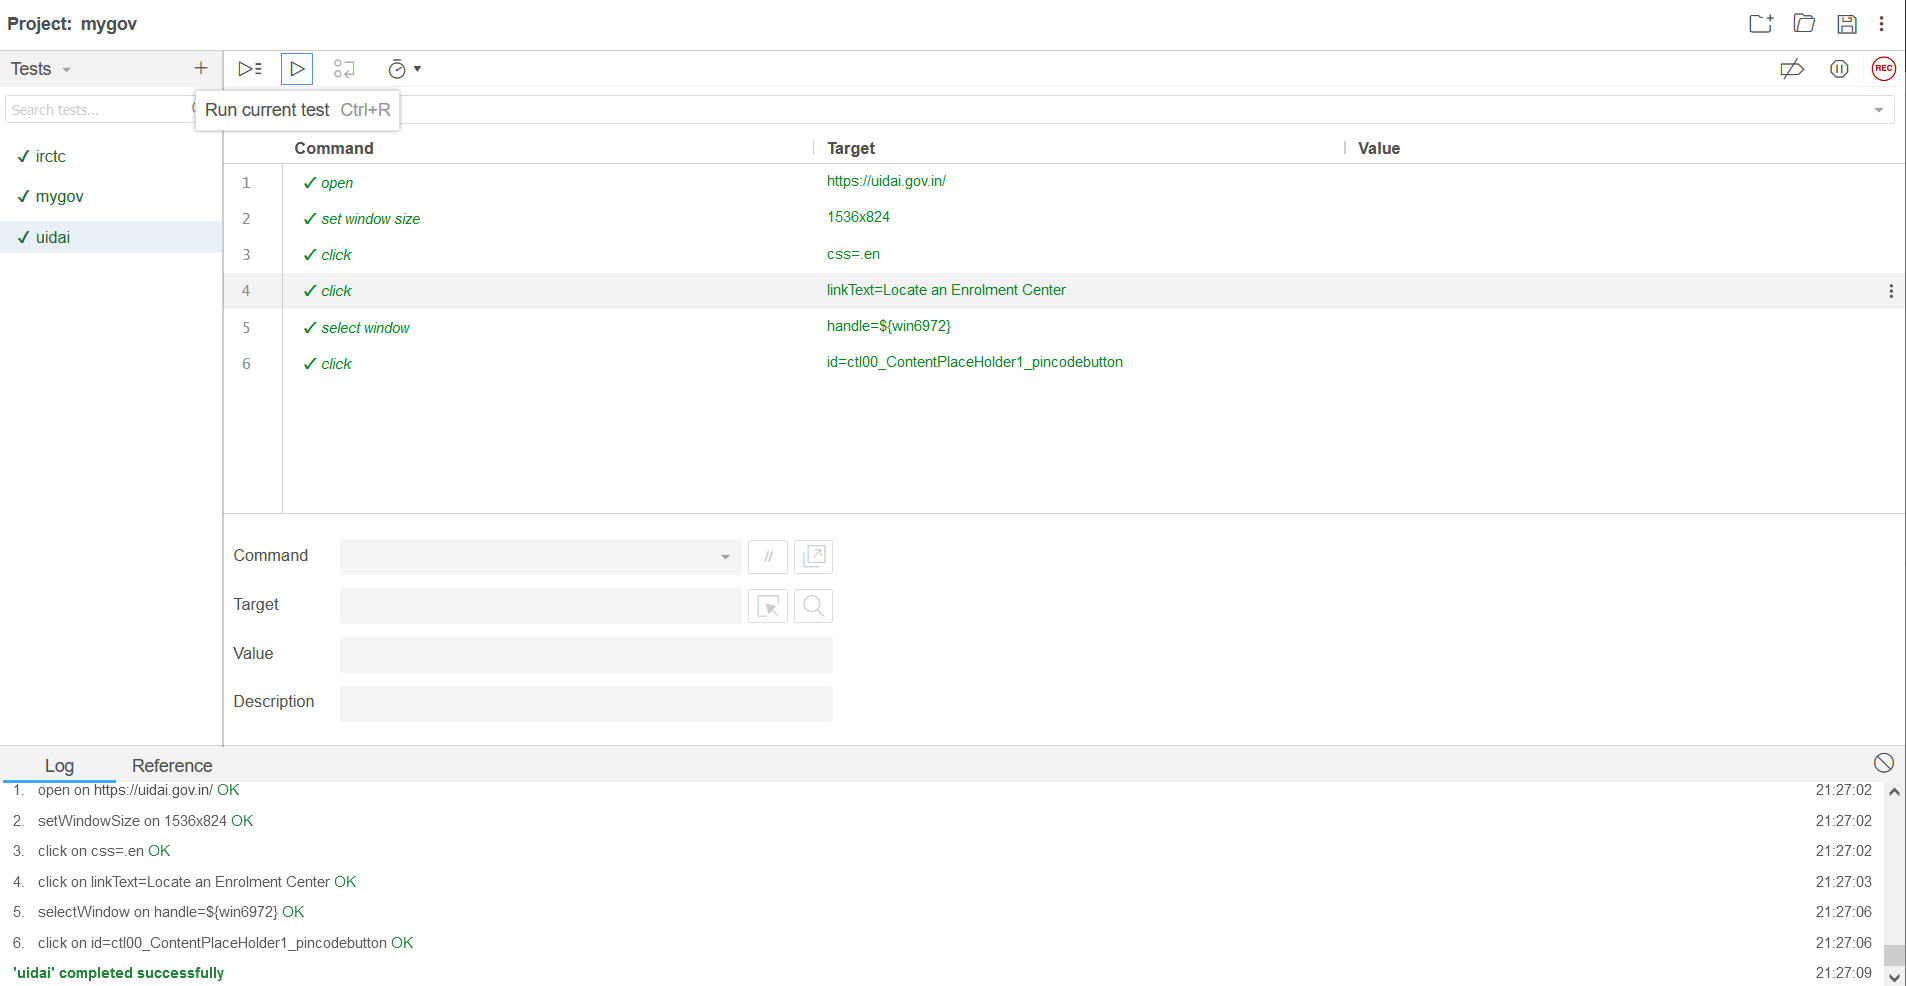 Project: mygov
Tests
Run current test Ctrl+R
Search tests...
REC
irctc
mygov
uidai
Command Target Value
1 open https://uidai.gov.in/
2 set window size 1536x824
3 click css=.en
4 click linkText=Locate an Enrolment Center
5 select window handle=${win6972}
6 click id=ctl00_ContentPlaceHolder1_pincodebutton
Command //
Target
Value
Description
Log Reference
1. open on https://uidai.gov.in/ OK 21:27:02
2. setWindowSize on 1536x824 OK 21:27:02
3. click on css=.en OK 21:27:02
4. click on linkText=Locate an Enrolment Center OK 21:27:03
5. selectWindow on handle=${win6972} OK 21:27:06
6. click on id=ctl00_ContentPlaceHolder1_pincodebutton OK 21:27:06
'uidai' completed successfully 21:27:09